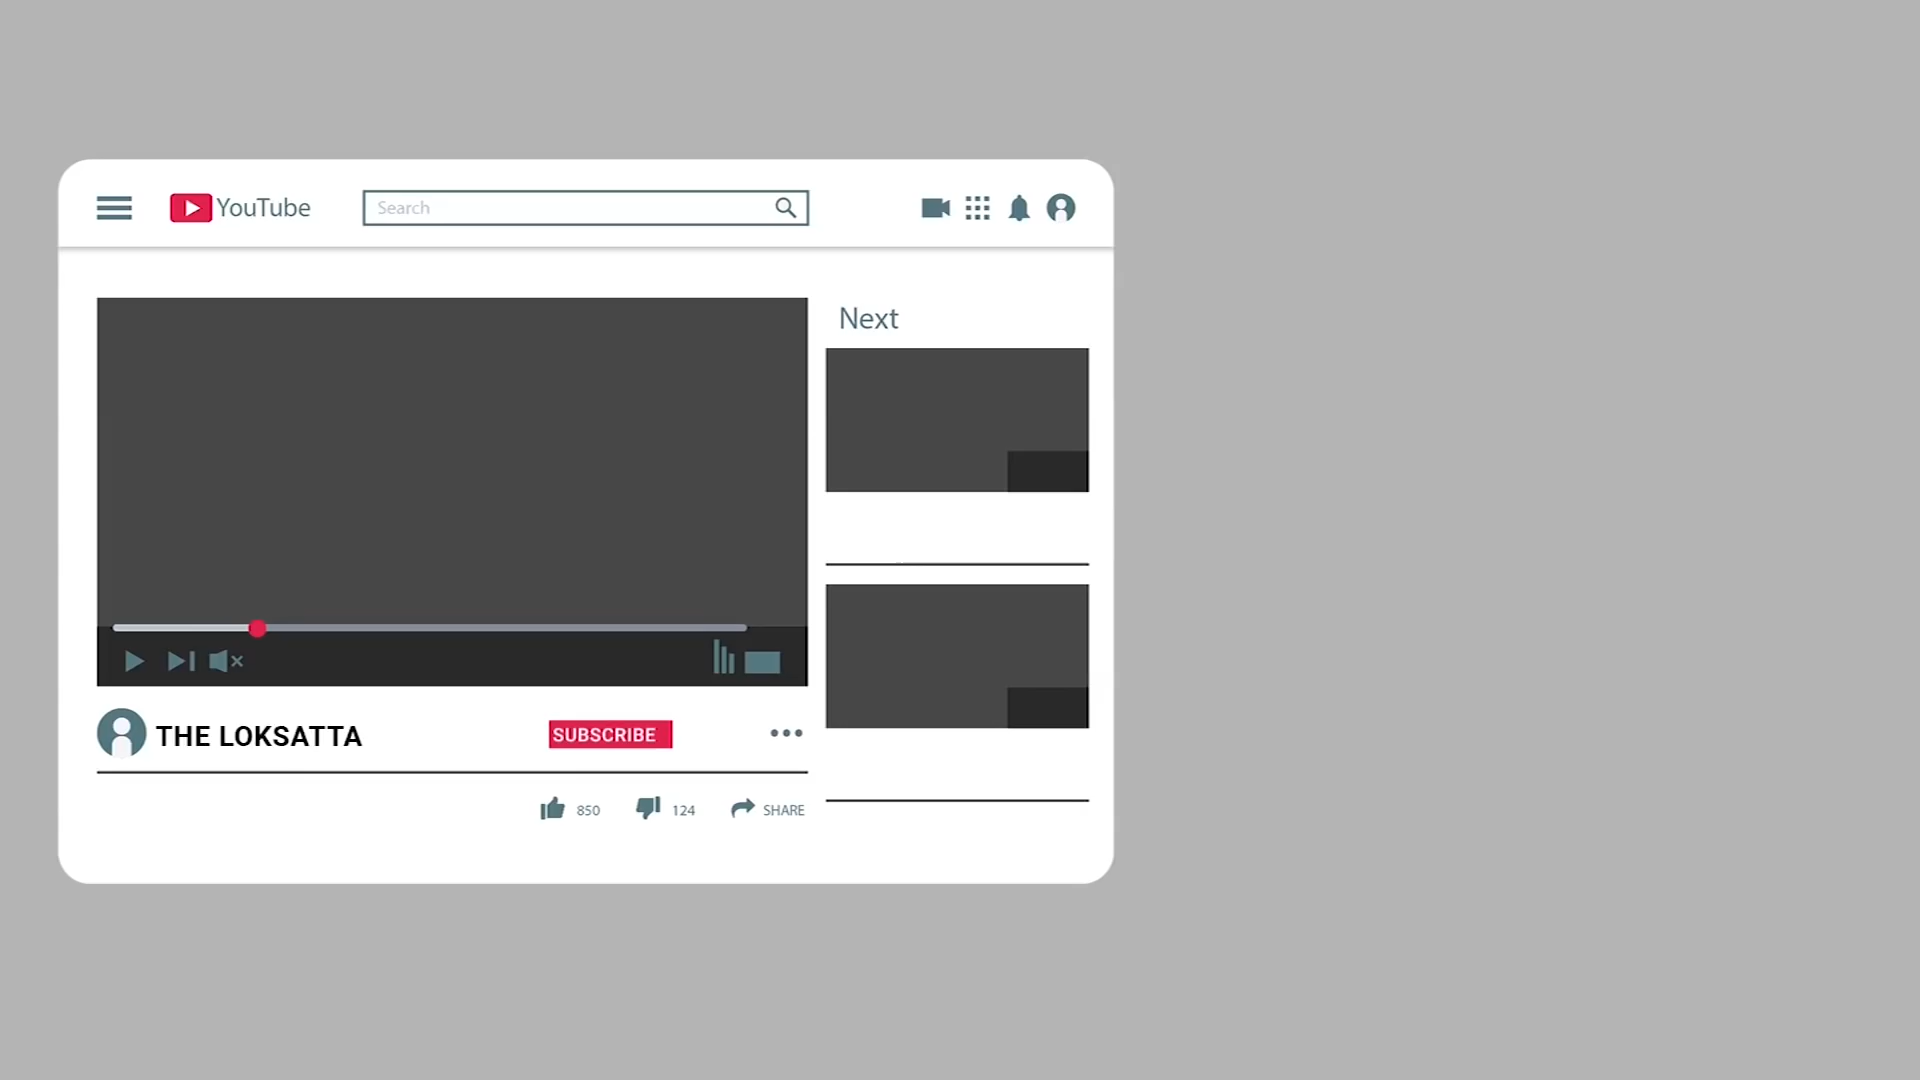 YouTube
Search
Next
THE LOKSATTA
SUBSCRIBE
850
124
SHARE